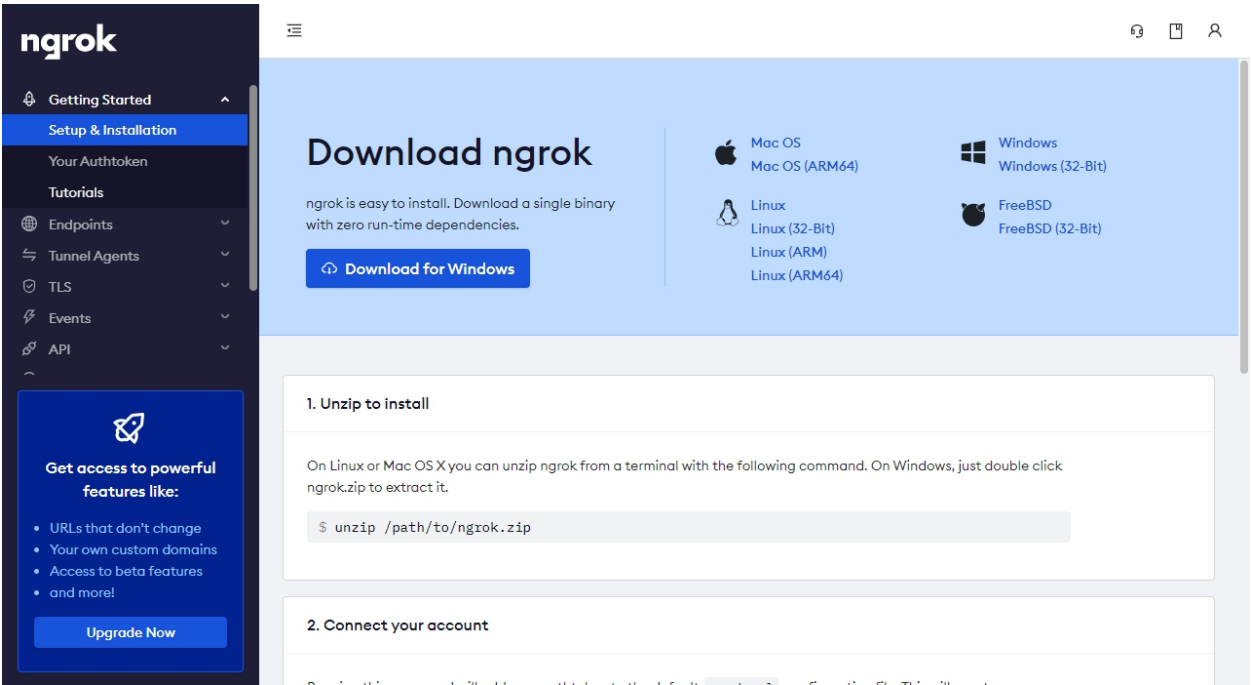 ngrok
Getting Started
Setup & Installation
Your Authtoken
Tutorials
Endpoints
Tunnel Agents
TLS
Events
API
Get access to powerful
features like:
• URLs that don't change
• Your own custom domains
• Access to beta features
• and more!
Upgrade Now
Download ngrok
ngrok is easy to install. Download a single binary
with zero run-time dependencies.
Download for Windows
Mac OS
Mac OS (ARM64)
Linux
Linux (32-Bit)
Linux (ARM)
Linux (ARM64)
Windows
Windows (32-Bit)
FreeBSD
FreeBSD (32-Bit)
1. Unzip to install
On Linux or Mac OS X you can unzip ngrok from a terminal with the following command. On Windows, just double click
ngrok.zip to extract it.
$ unzip /path/to/ngrok.zip
2. Connect your account